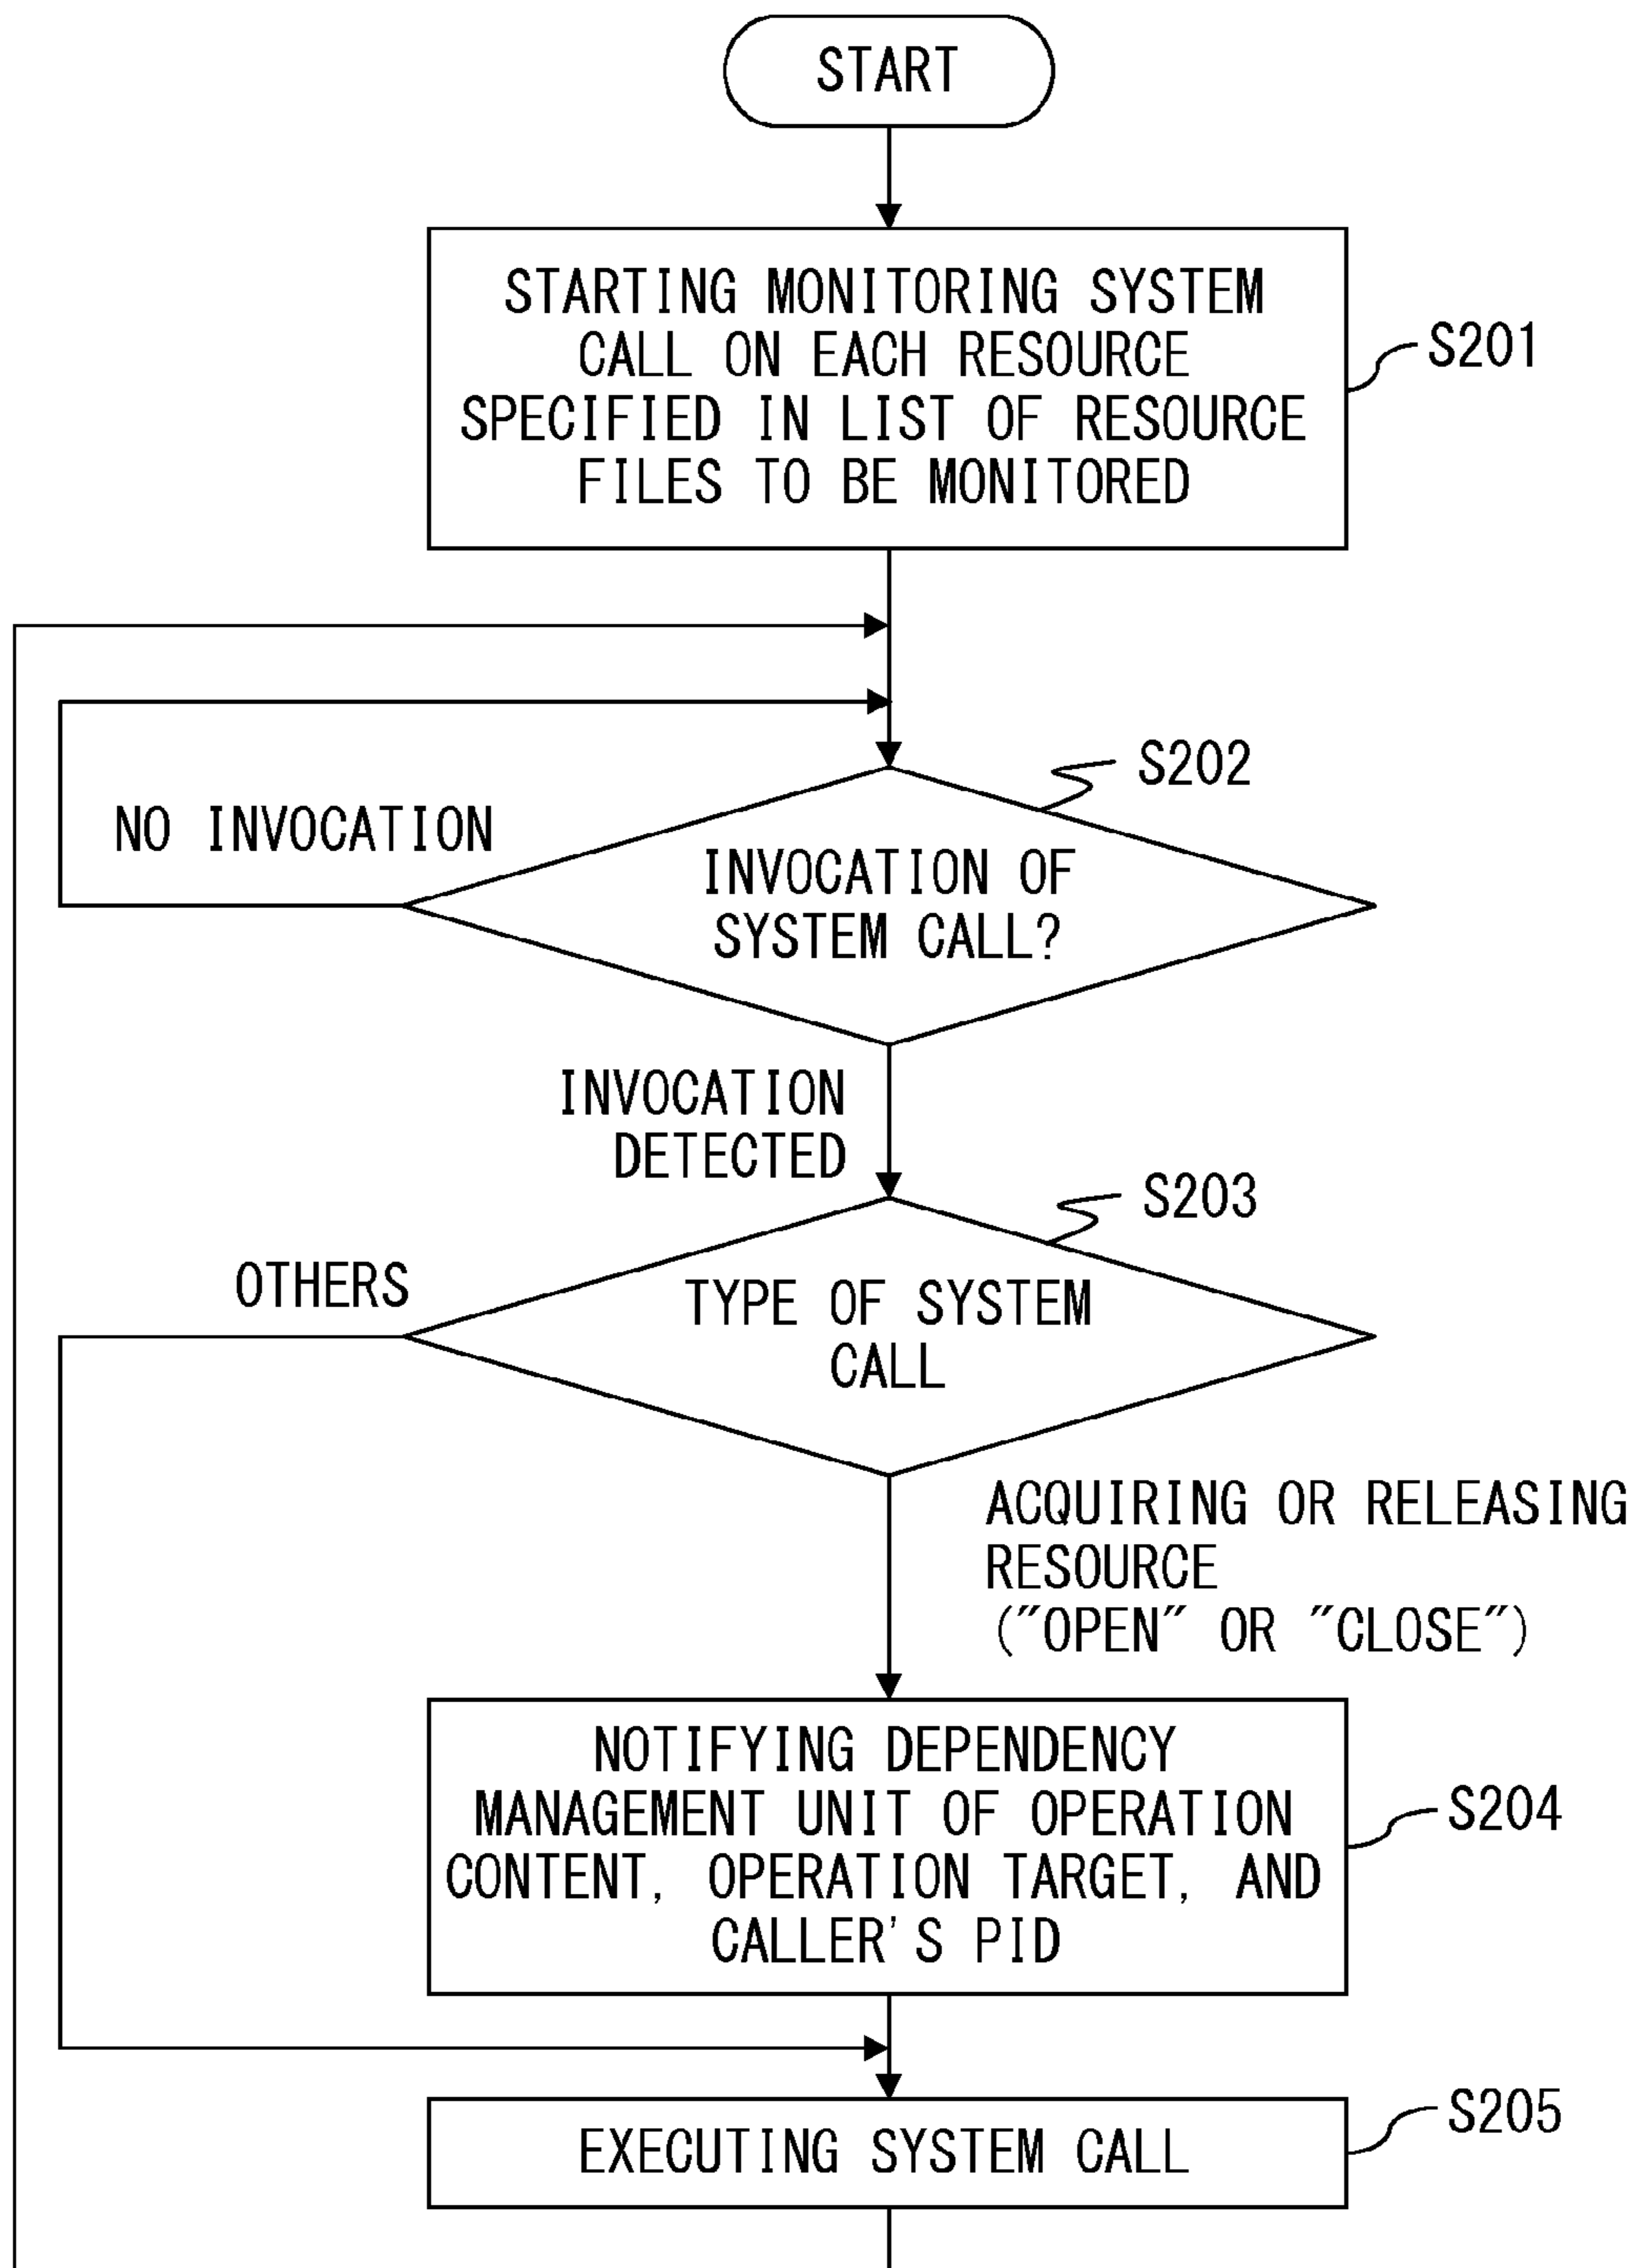 START
STARTING MONITORING SYSTEM
CALL ON EACH RESOURCE
SPECIFIED IN LIST OF RESOURCE
FILES TO BE MONITORED
S201
S202
NO INVOCATION
INVOCATION OF
SYSTEM CALL?
INVOCATION
DETECTED
S203
OTHERS
TYPE OF SYSTEM
CALL
ACQUIRING OR RELEASING
RESOURCE
("OPEN" OR "CLOSE")
NOTIFYING DEPENDENCY
MANAGEMENT UNIT OF OPERATION
CONTENT, OPERATION TARGET, AND
CALLER'S PID
S204
S205
EXECUTING SYSTEM CALL